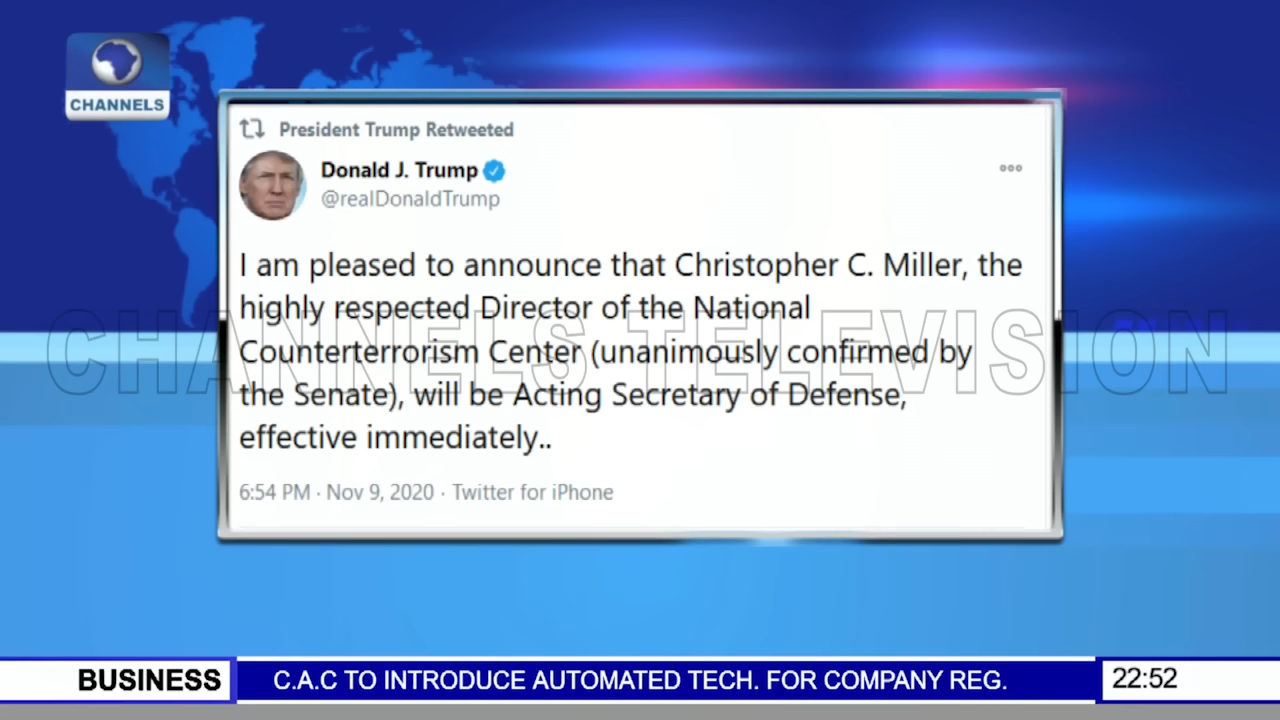 CHANNELS
President Trump Retweeted
Donald J. Trump
@realDonaldTrump
I am pleased to announce that Christopher C. Miller, the
highly respected Director of the National
Counterterrorism Center (unanimously confirmed by
the Senate), will be Acting Secretary of Defense,
effective immediately..
6:54 PM · Nov 9, 2020 · Twitter for iPhone
CHANNELS TELEVISION
BUSINESS
C.A.C TO INTRODUCE AUTOMATED TECH. FOR COMPANY REG.
22:52